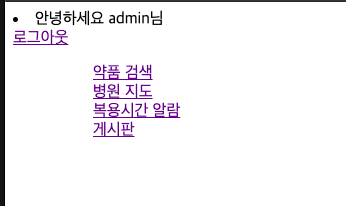 안녕하세요 admin님
로그아웃
약품 검색
병원 지도
복용시간 알람
게시판